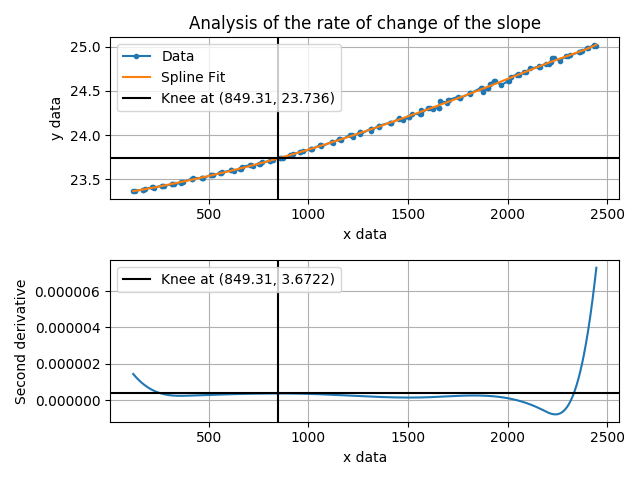 Analysis of the rate of change of the slope
25.0
24.5
24.0
23.5
y data
Data
Spline Fit
Knee at (849.31, 23.736)
500
1000
1500
2000
2500
x data
0.000006
0.000004
0.000002
0.000000
Second derivative
Knee at (849.31, 3.6722)
500
1000
1500
2000
2500
x data